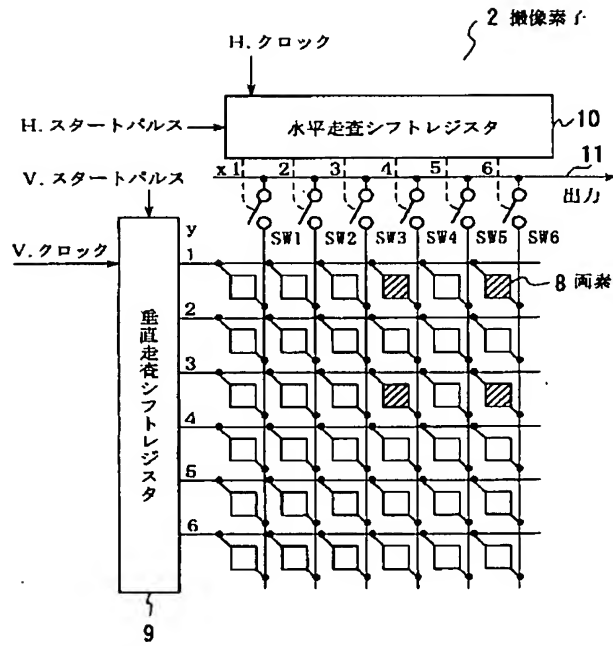 2 撮像素子
H.クロック
H.スタートパルス
水平走査シフトレジスタ
10
V.スタートパルス
x 1 2 3 4 5 6
11
出力
SW1 SW2 SW3 SW4 SW5 SW6
V.クロック
y
1
8 画素
2
3
4
5
6
垂直走査シフトレジスタ
9